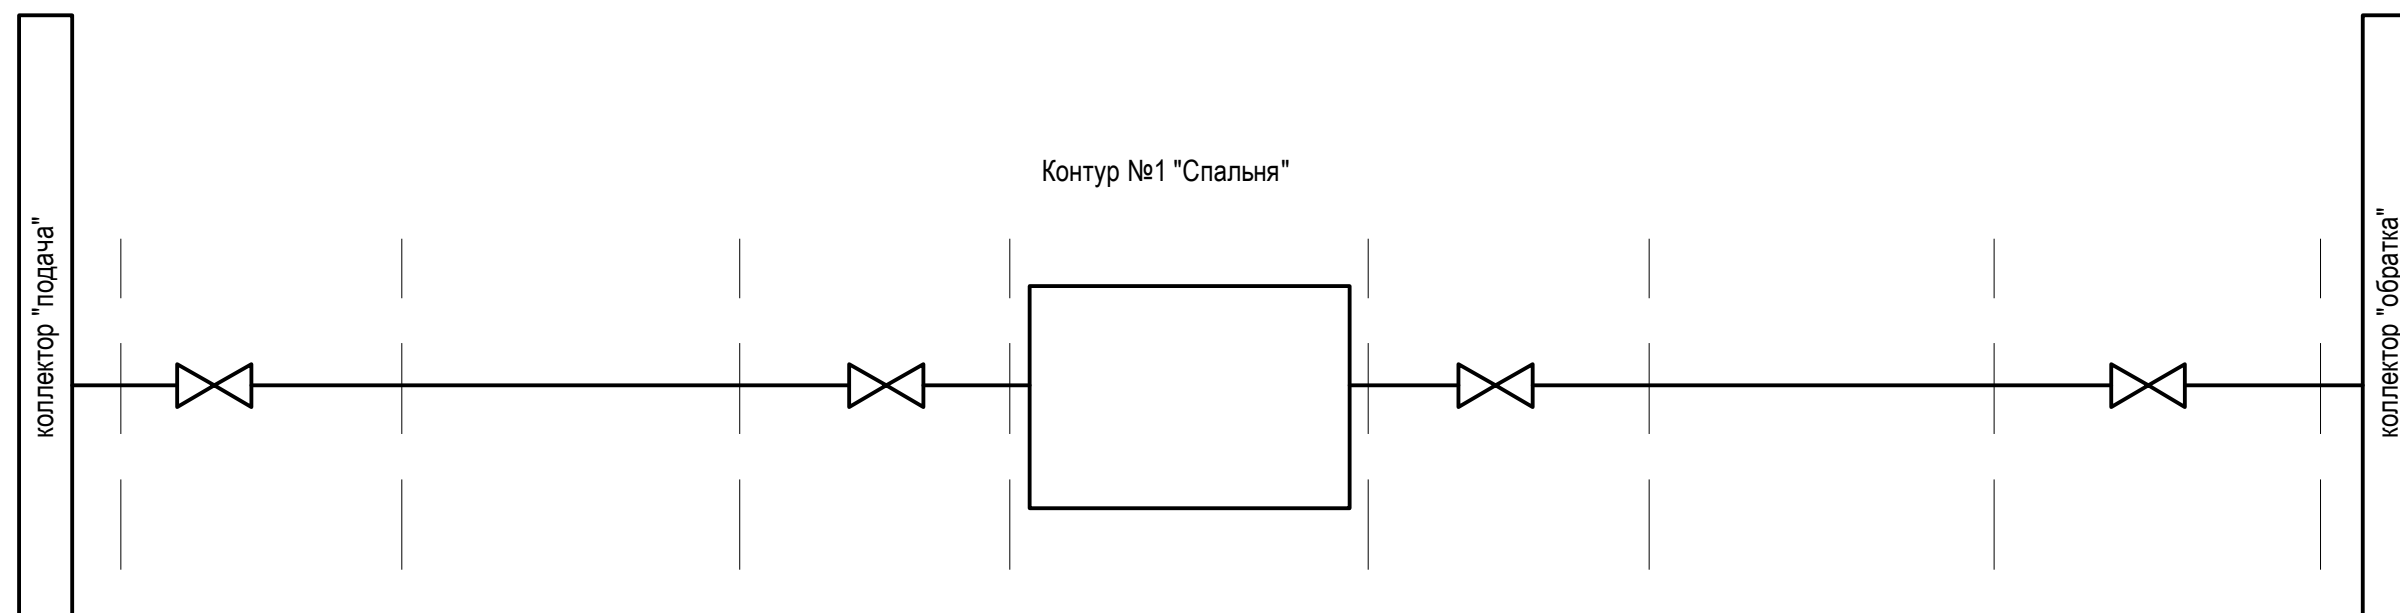 Контур №1 "Спальня"
коллектор "подача"
коллектор "обратка"